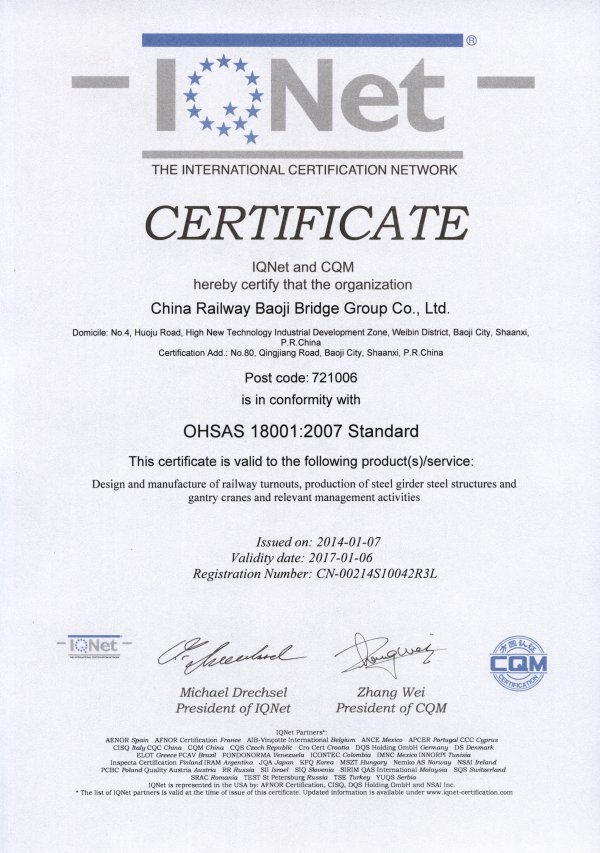 IQNet®
THE INTERNATIONAL CERTIFICATION NETWORK
CERTIFICATE
IQNet and CQM
hereby certify that the organization
China Railway Baoji Bridge Group Co., Ltd.
Domicile: No.4, Huoju Road, High New Technology Industrial Development Zone, Weibin District, Baoji City, Shaanxi,
P.R.China
Certification Add.: No.80, Qingjiang Road, Baoji City, Shaanxi, P.R.China
Post code: 721006
is in conformity with
OHSAS 18001:2007 Standard
This certificate is valid to the following product(s)/service:
Design and manufacture of railway turnouts, production of steel girder steel structures and
gantry cranes and relevant management activities
Issued on: 2014-01-07
Validity date: 2017-01-06
Registration Number: CN-00214S10042R3L
IQNet
THE INTERNATIONAL CERTIFICATION NETWORK
方圆认证
CQM
CERTIFICATION
Michael Drechsel
President of IQNet
Zhang Wei
President of CQM
IQNet Partners*:
AENOR Spain AFNOR Certification France AIB-Vinçotte International Belgium ANCE Mexico APCER Portugal CCC Cyprus
CISQ Italy CQC China CQM China CQS Czech Republic Cro Cert Croatia DQS Holding GmbH Germany DS Denmark
ELOT Greece FCAV Brazil FONDONORMA Venezuela ICONTEC Colombia IMNC Mexico INNORPI Tunisia
Inspecta Certification Finland IRAM Argentina JQA Japan KFQ Korea MSZT Hungary Nemko AS Norway NSAI Ireland
PCBC Poland Quality Austria Austria RR Russia SII Israel SIQ Slovenia SIRIM QAS International Malaysia SQS Switzerland
SRAC Romania TEST St Petersburg Russia TSE Turkey YUQS Serbia
IQNet is represented in the USA by: AFNOR Certification, CISQ, DQS Holding GmbH and NSAI Inc.
* The list of IQNet partners is valid at the time of issue of this certificate. Updated information is available under www.iqnet-certification.com